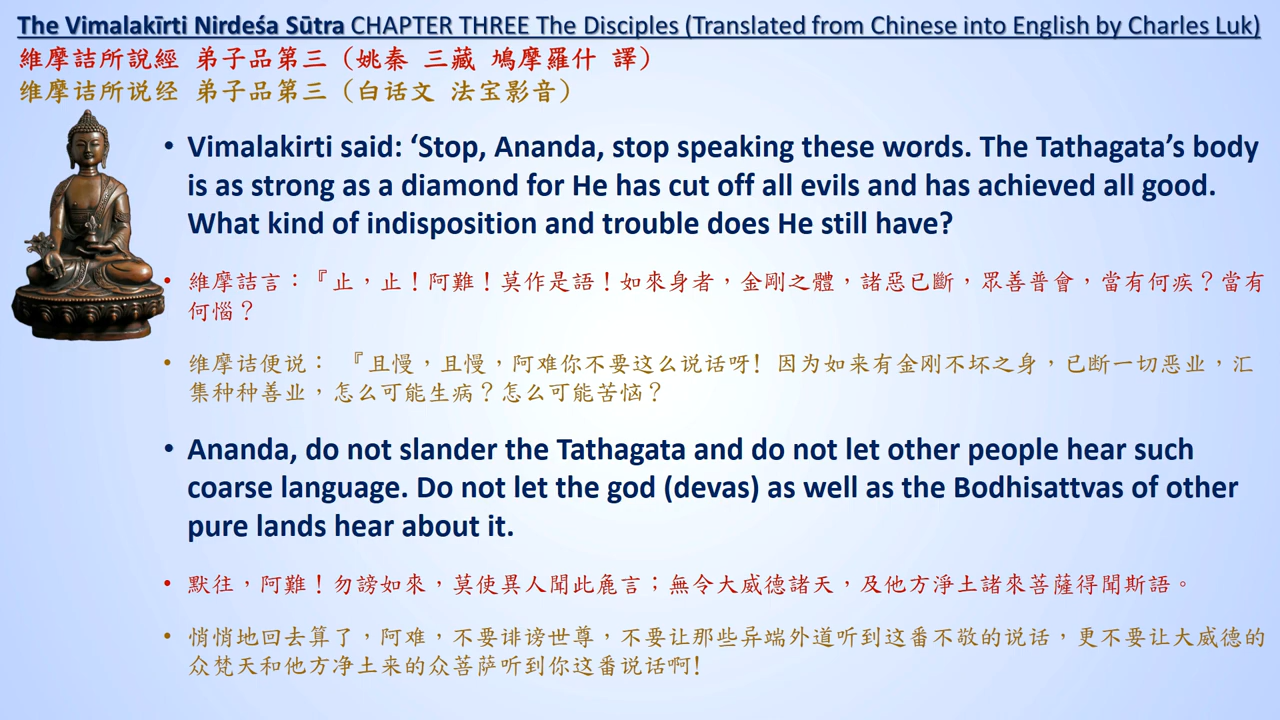 The Vimalakīrti Nirdeśa Sūtra CHAPTER THREE The Disciples (Translated from Chinese into English by Charles Luk)
維摩詰所說經 弟子品第三 (姚秦 三藏 鳩摩羅什 譯)
维摩诘所说经 弟子品第三 (白话文 法宝影音)
• Vimalakirti said: ‘Stop, Ananda, stop speaking these words. The Tathagata’s body
is as strong as a diamond for He has cut off all evils and has achieved all good.
What kind of indisposition and trouble does He still have?
• 維摩詰言：『止，止！阿難！莫作是語！如來身者，金剛之體，諸惡已斷，眾善普會，當有何疾？當有
何惱？
• 维摩诘便说： 『且慢，且慢，阿难你不要这么说话呀! 因为如来有金刚不坏之身，已断一切恶业，汇
集种种善业，怎么可能生病？怎么可能苦恼？
• Ananda, do not slander the Tathagata and do not let other people hear such
coarse language. Do not let the god (devas) as well as the Bodhisattvas of other
pure lands hear about it.
• 默往，阿難！勿謗如來，莫使異人聞此麁言；無令大威德諸天，及他方淨土諸來菩薩得聞斯語。
• 悄悄地回去算了，阿难，不要诽谤世尊，不要让那些异端外道听到这番不敬的说话，更不要让大威德的
众梵天和他方净土来的众菩萨听到你这番说话啊!